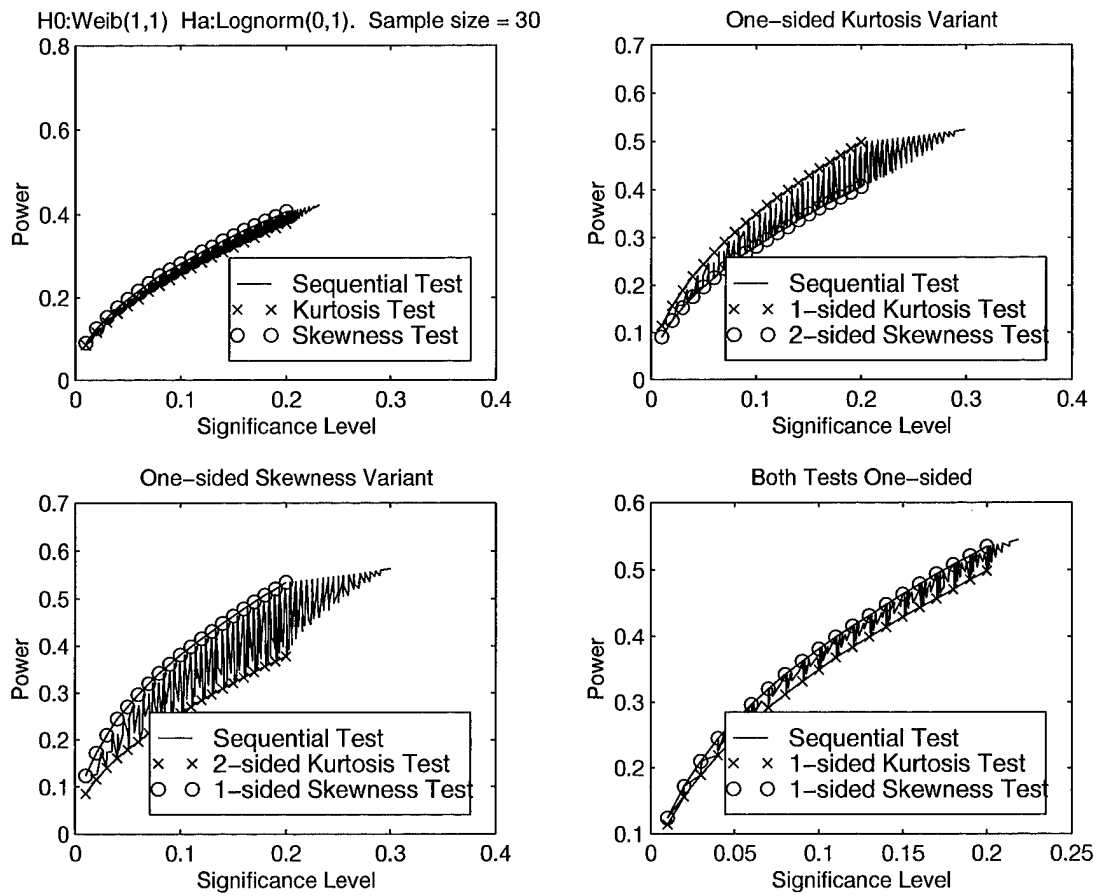 H0:Weib(1,1) Ha:Lognorm(0,1). Sample size = 30
0.8
0.6
0.4
0.2
0
Power
0
0.1
0.2
0.3
0.4
Significance Level
Sequential Test
Kurtosis Test
Skewness Test
One-sided Kurtosis Variant
0.7
0.6
0.5
0.4
0.3
0.2
0.1
0
Power
0
0.1
0.2
0.3
0.4
Significance Level
Sequential Test
1-sided Kurtosis Test
2-sided Skewness Test
One-sided Skewness Variant
0.7
0.6
0.5
0.4
0.3
0.2
0.1
0
Power
0
0.1
0.2
0.3
0.4
Significance Level
Sequential Test
2-sided Kurtosis Test
1-sided Skewness Test
Both Tests One-sided
0.6
0.5
0.4
0.3
0.2
0.1
Power
0
0.05
0.1
0.15
0.2
0.25
Significance Level
Sequential Test
1-sided Kurtosis Test
1-sided Skewness Test